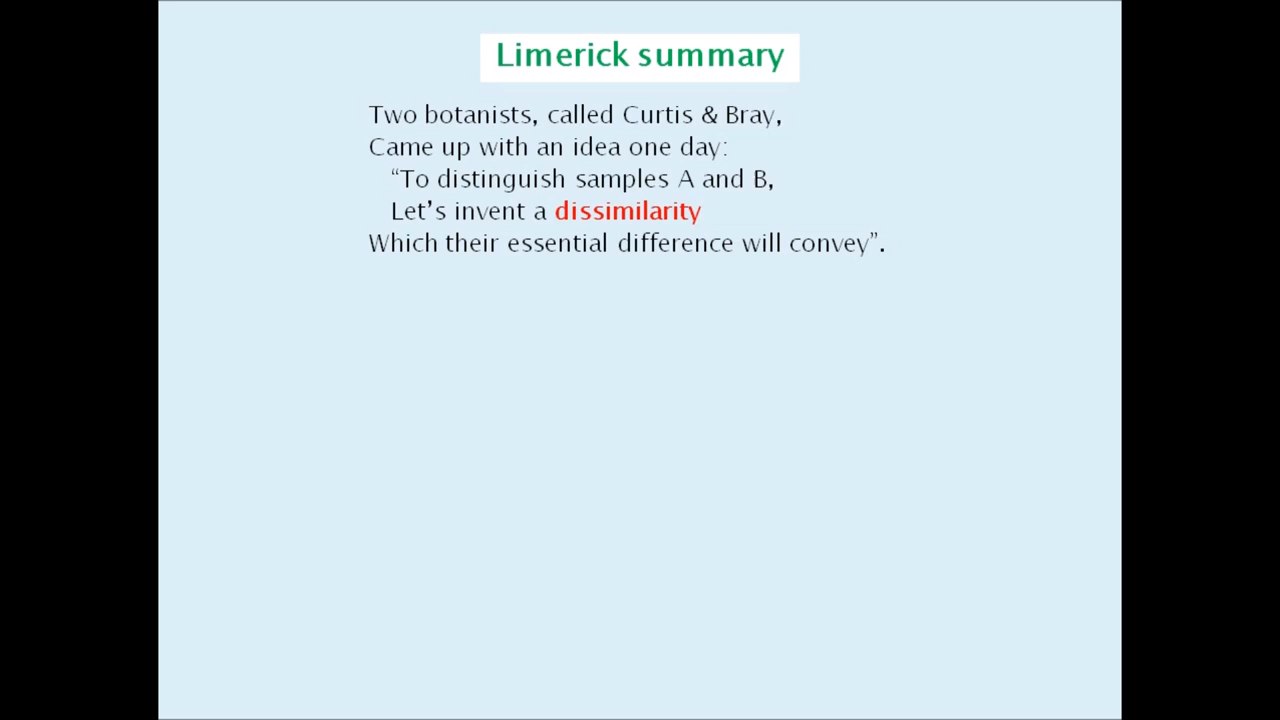 Limerick summary
Two botanists, called Curtis & Bray,
Came up with an idea one day:
“To distinguish samples A and B,
Let’s invent a dissimilarity
Which their essential difference will convey”.